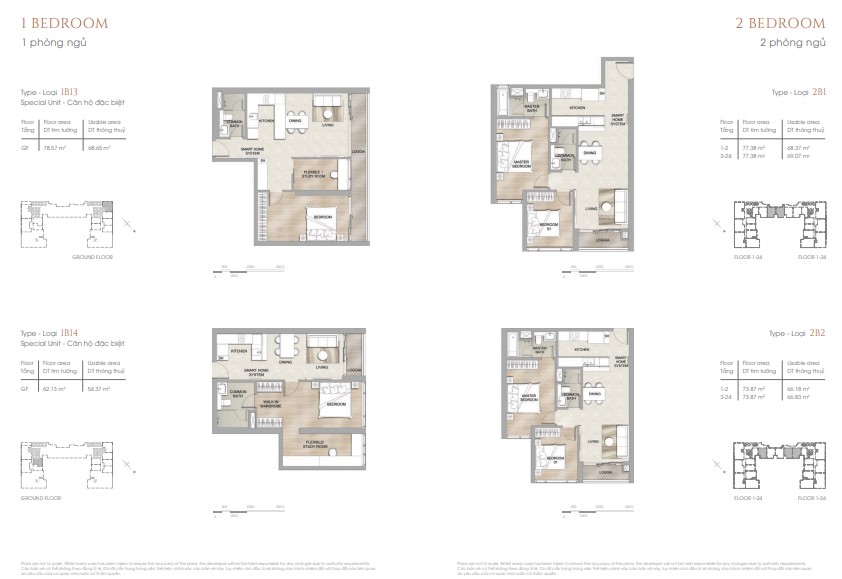 1 BEDROOM
1 phòng ngủ
Type - Loại 1B13
Special Unit - Căn hộ đặc biệt
Floor Floor area Usable area
Tầng DT tim tường DT thông thuỷ
GF 78.57 m² 68.65 m²
GROUND FLOOR
COMMON BATH
KITCHEN
DINING
LIVING
SMART HOME SYSTEM
SH
LOGGIA
FLEXIBLE / STUDY ROOM
BEDROOM
Type - Loại 1B14
Special Unit - Căn hộ đặc biệt
Floor Floor area Usable area
Tầng DT tim tường DT thông thuỷ
GF 62.13 m² 54.37 m²
GROUND FLOOR
SH
KITCHEN
DINING
LIVING
LOGGIA
SMART HOME SYSTEM
COMMON BATH
WALK-IN WARDROBE
BEDROOM
FLEXIBLE/ STUDY ROOM
2 BEDROOM
2 phòng ngủ
Type - Loại 2B1
Floor Floor area Usable area
Tầng DT tim tường DT thông thuỷ
1-2 77.38 m² 68.37 m²
3-24 77.38 m² 69.07 m²
FLOOR 1-24 FLOOR 1-24
MASTER BATH
KITCHEN
SH
SMART HOME SYSTEM
COMMON BATH
DINING
MASTER BEDROOM
BEDROOM 01
LIVING
LOGGIA
Type - Loại 2B2
Floor Floor area Usable area
Tầng DT tim tường DT thông thuỷ
1-2 73.87 m² 66.18 m²
3-24 73.87 m² 66.83 m²
FLOOR 1-24 FLOOR 1-24
MASTER BATH
KITCHEN
SH
SMART HOME SYSTEM
COMMON BATH
DINING
MASTER BEDROOM
BEDROOM 01
LIVING
LOGGIA